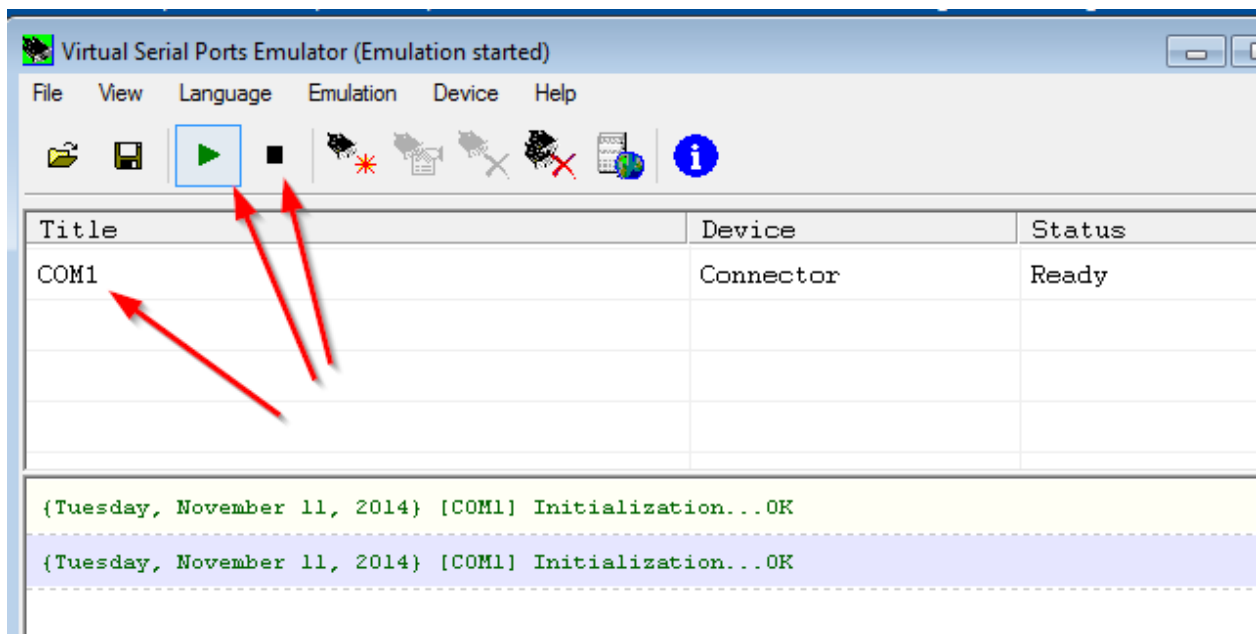 Virtual Serial Ports Emulator (Emulation started)
File View Language Emulation Device Help
Title Device Status
COM1 Connector Ready
{Tuesday, November 11, 2014} [COM1] Initialization...OK
{Tuesday, November 11, 2014} [COM1] Initialization...OK